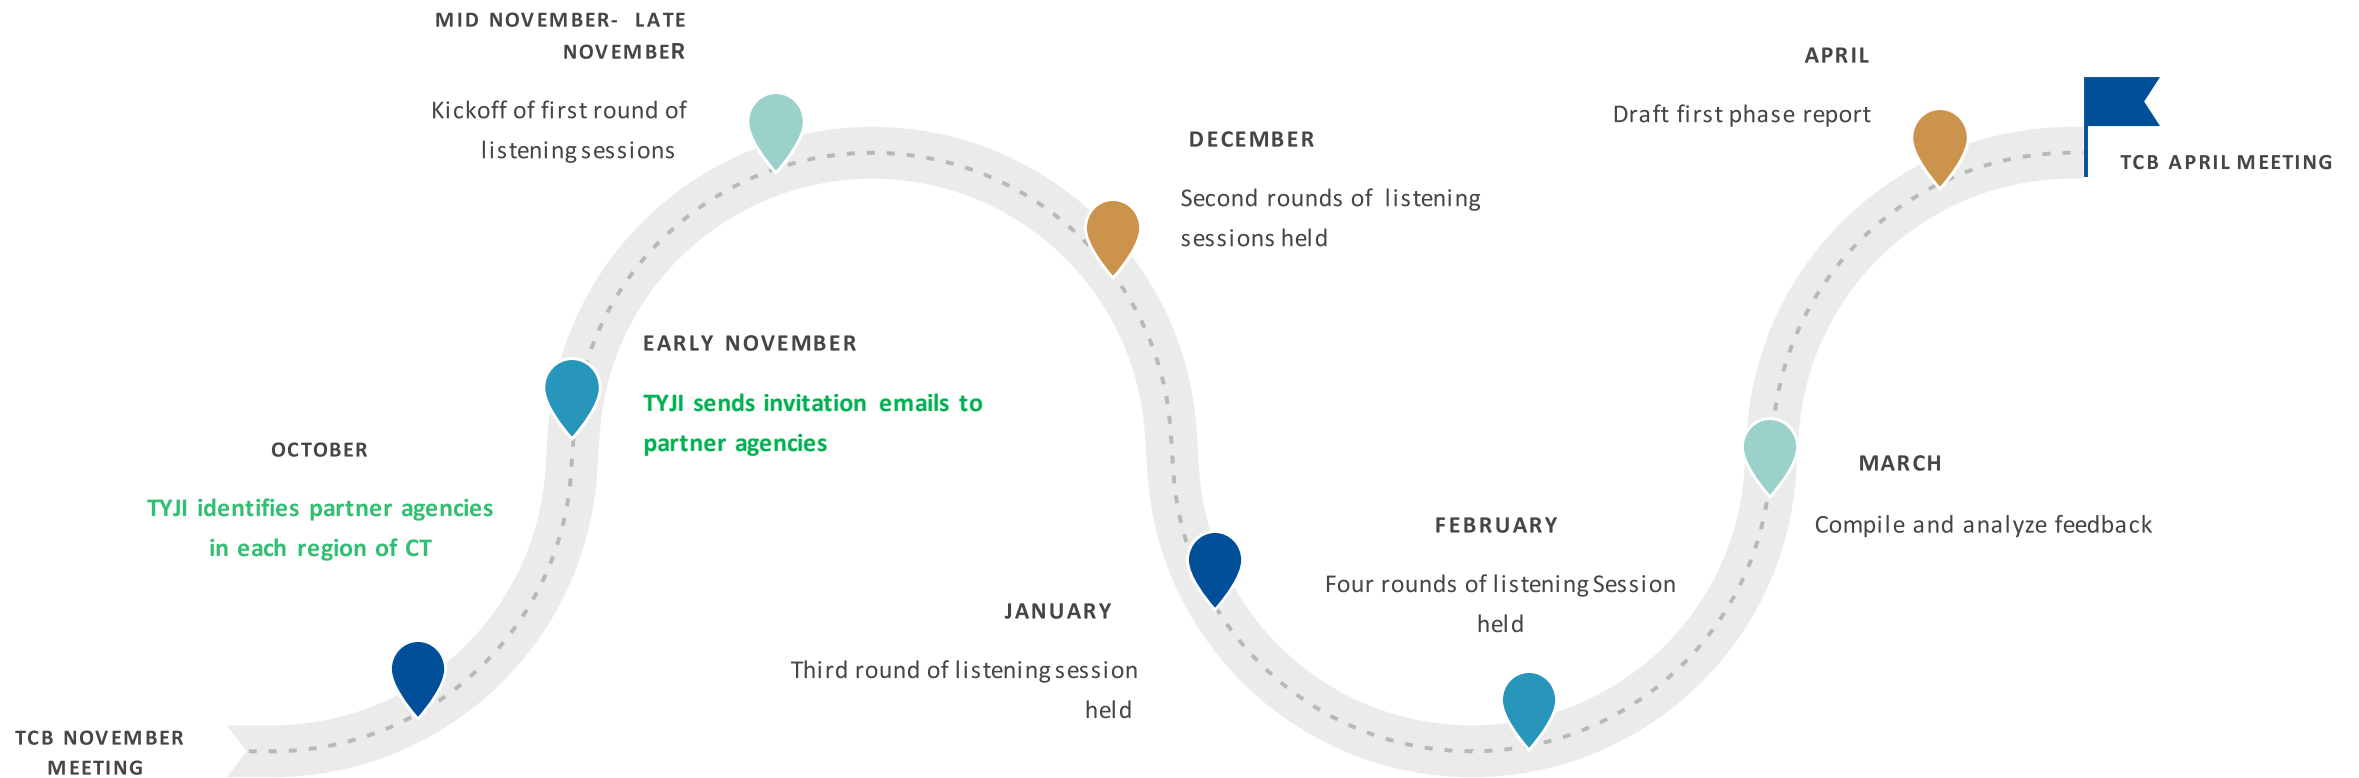 TCB NOVEMBER
MEETING
OCTOBER
TYJI identifies partner agencies
in each region of CT
EARLY NOVEMBER
TYJI sends invitation emails to
partner agencies
MID NOVEMBER- LATE
NOVEMBER
Kickoff of first round of
listening sessions
DECEMBER
Second rounds of listening
sessions held
JANUARY
Third round of listening session
held
FEBRUARY
Four rounds of listening Session
held
MARCH
Compile and analyze feedback
APRIL
Draft first phase report
TCB APRIL MEETING